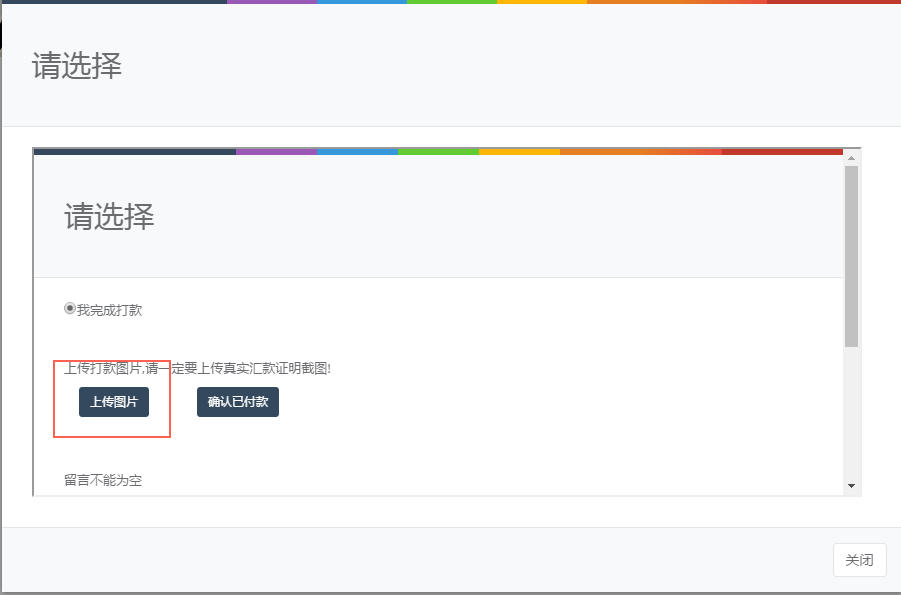 请选择
请选择
我完成打款
上传打款图片,请一定要上传真实汇款证明截图!
上传图片 确认已付款
留言不能为空
关闭